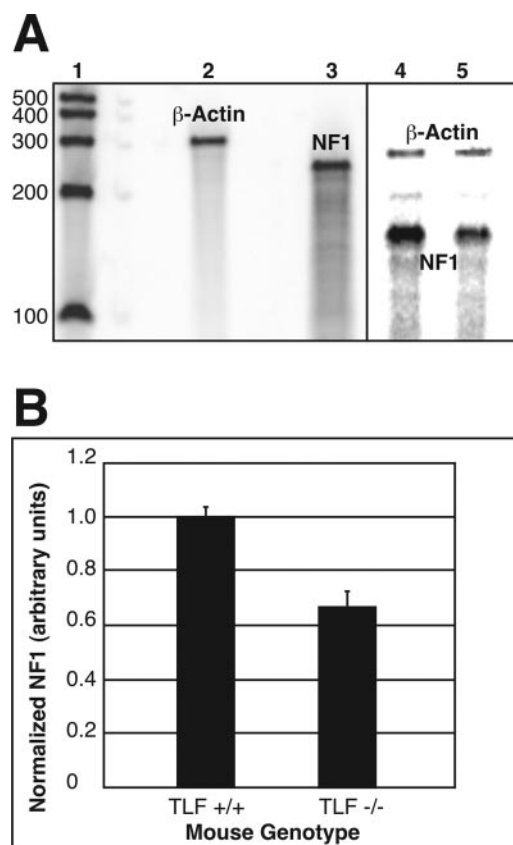 A
1 2 3 4 5
500
400
300
200
100
β-Actin
NF1
β-Actin
NF1
B
Normalized NF1 (arbitrary units)
1.2
1.0
0.8
0.6
0.4
0.2
0
TLF +/+ TLF -/-
Mouse Genotype